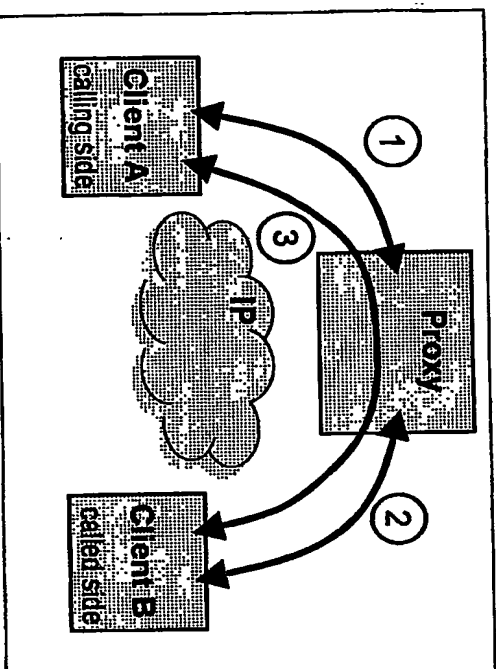 Proxy
1
2
3
IP
Client A
calling side
Client B
called side